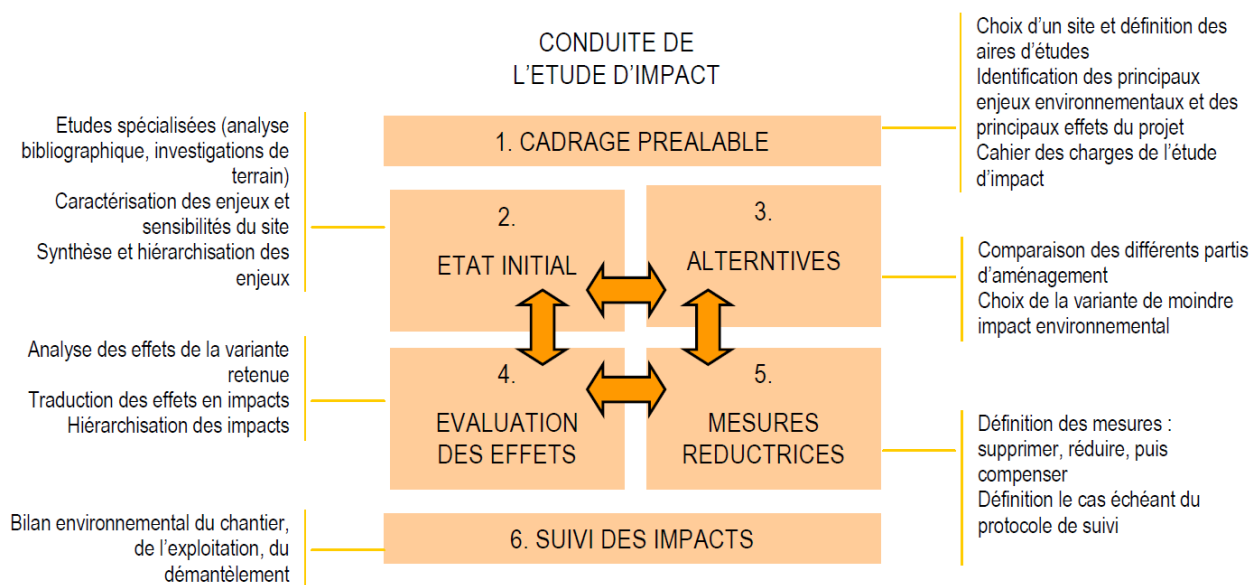 CONDUITE DE
L'ETUDE D'IMPACT
Choix d'un site et définition des
aires d'études
Identification des principaux
enjeux environnementaux et des
principaux effets du projet
Cahier des charges de l'étude
d'impact
1. CADRAGE PREALABLE
Etudes spécialisées (analyse
bibliographique, investigations de
terrain)
Caractérisation des enjeux et
sensibilités du site
Synthèse et hiérarchisation des
enjeux
2.
ETAT INITIAL
3.
ALTERNTIVES
Comparaison des différents partis
d'aménagement
Choix de la variante de moindre
impact environnemental
Analyse des effets de la variante
retenue
Traduction des effets en impacts
Hiérarchisation des impacts
4.
EVALUATION
DES EFFETS
5.
MESURES
REDUCTRICES
Définition des mesures :
supprimer, réduire, puis
compenser
Définition le cas échéant du
protocole de suivi
Bilan environnemental du chantier,
de l'exploitation, du
démantèlement
6. SUIVI DES IMPACTS